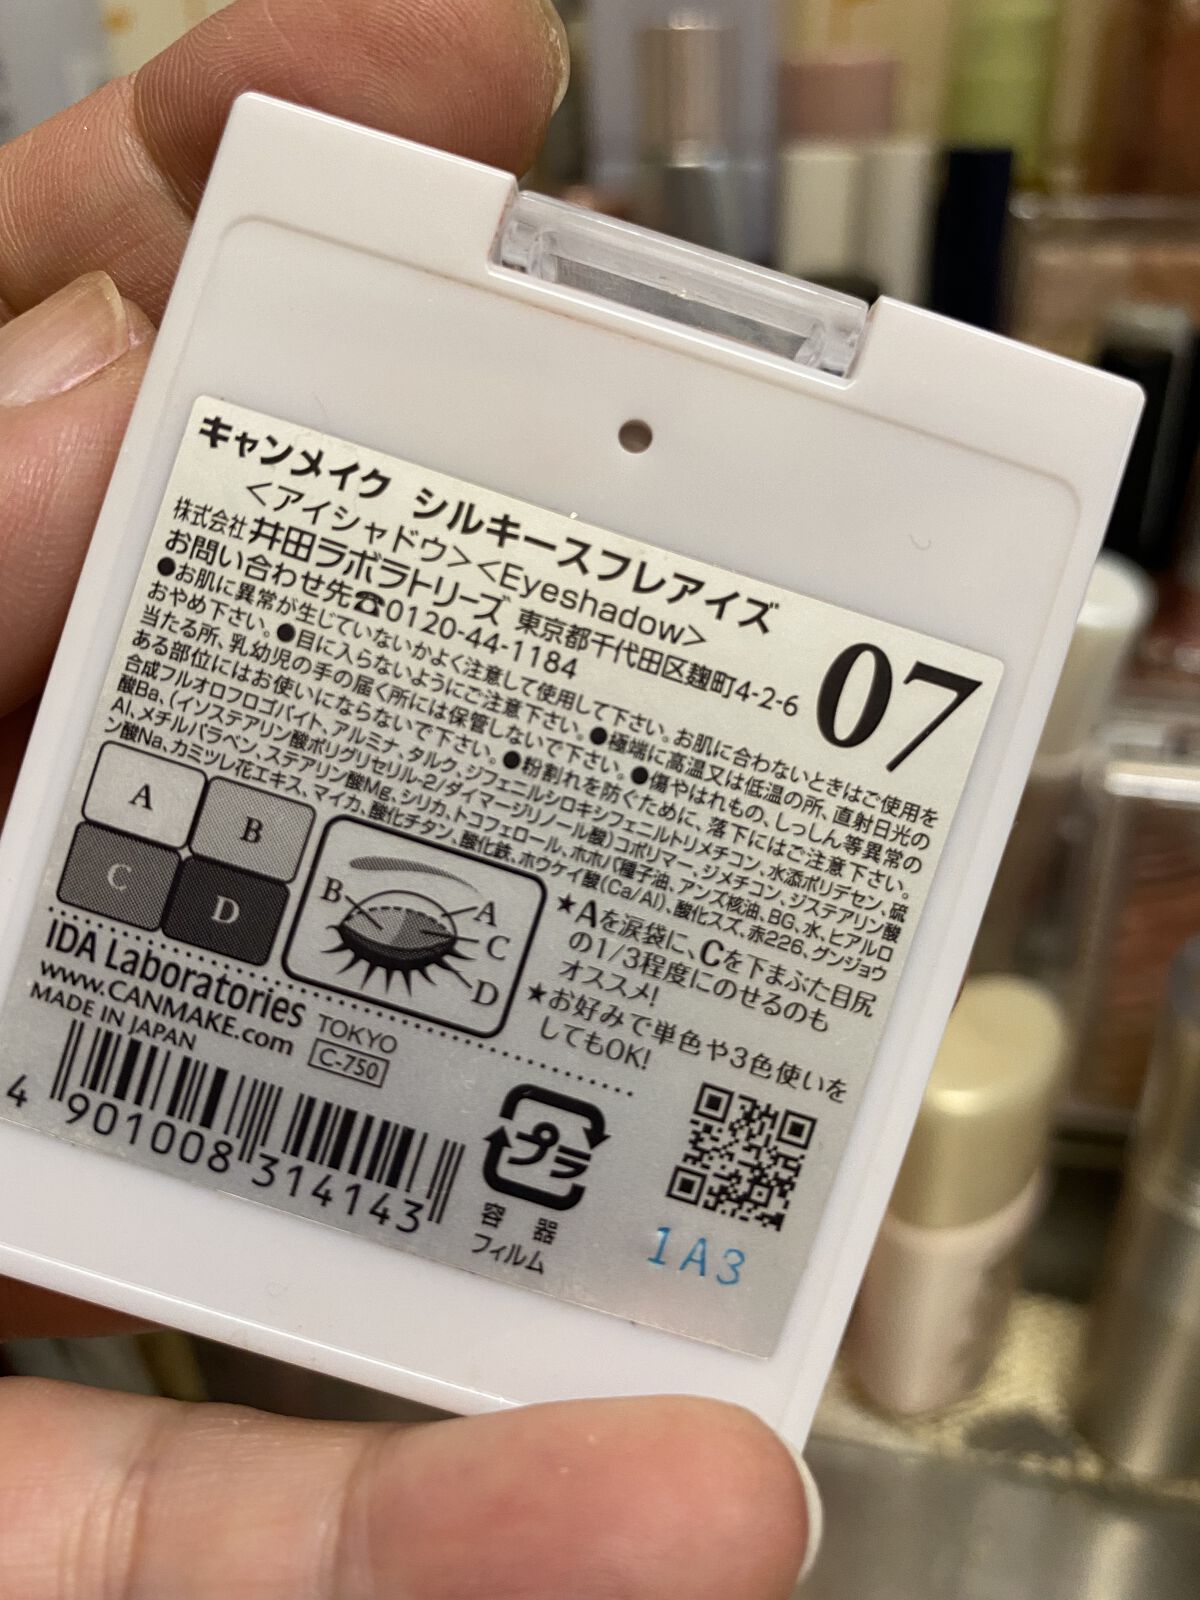 キャンメイク シルキースフレアイズ
<アイシャドウ><Eyeshadow>
株式会社 井田ラボラトリーズ 東京都千代田区麹町4-2-6
お問い合わせ先☎0120-44-1184
07
●お肌に異常が生じていないかよく注意して使用して下さい。お肌に合わないときはご使用を
おやめ下さい。●目に入らないようにご注意下さい。●極端に高温又は低温の所、直射日光の
当たる所、乳幼児の手の届く所には保管しないで下さい。●傷やはれもの、しっしん等異常の
ある部位にはお使いにならないで下さい。●粉割れを防ぐために、落下にはご注意下さい。
合成フルオロフロゴパイト、アルミナ、タルク、ジフェニルシロキシフェニルトリメチコン、水添ポリデセン、硫
酸Ba、(イソステアリン酸ポリグリセリル-2/ダイマージリノール酸)コポリマー、ジメチコン、ジステアリン酸
Al、メチルパラベン、ステアリン酸Mg、シリカ、トコフェロール、ホホバ種子油、アンズ核油、BG、水、ヒアルロ
ン酸Na、カミツレ花エキス、マイカ、酸化チタン、酸化鉄、ホウケイ酸(Ca/Al)、酸化スズ、赤226、グンジョウ
A
B
C
D
B
A
C
D
★Aを涙袋に、Cを下まぶた目尻
の1/3程度にのせるのも
オススメ!
★お好みで単色や3色使いを
してもOK!
IDA Laboratories TOKYO
www.CANMAKE.com C-750
MADE IN JAPAN
4 901008 314143
プラ
容器
フィルム
1A3